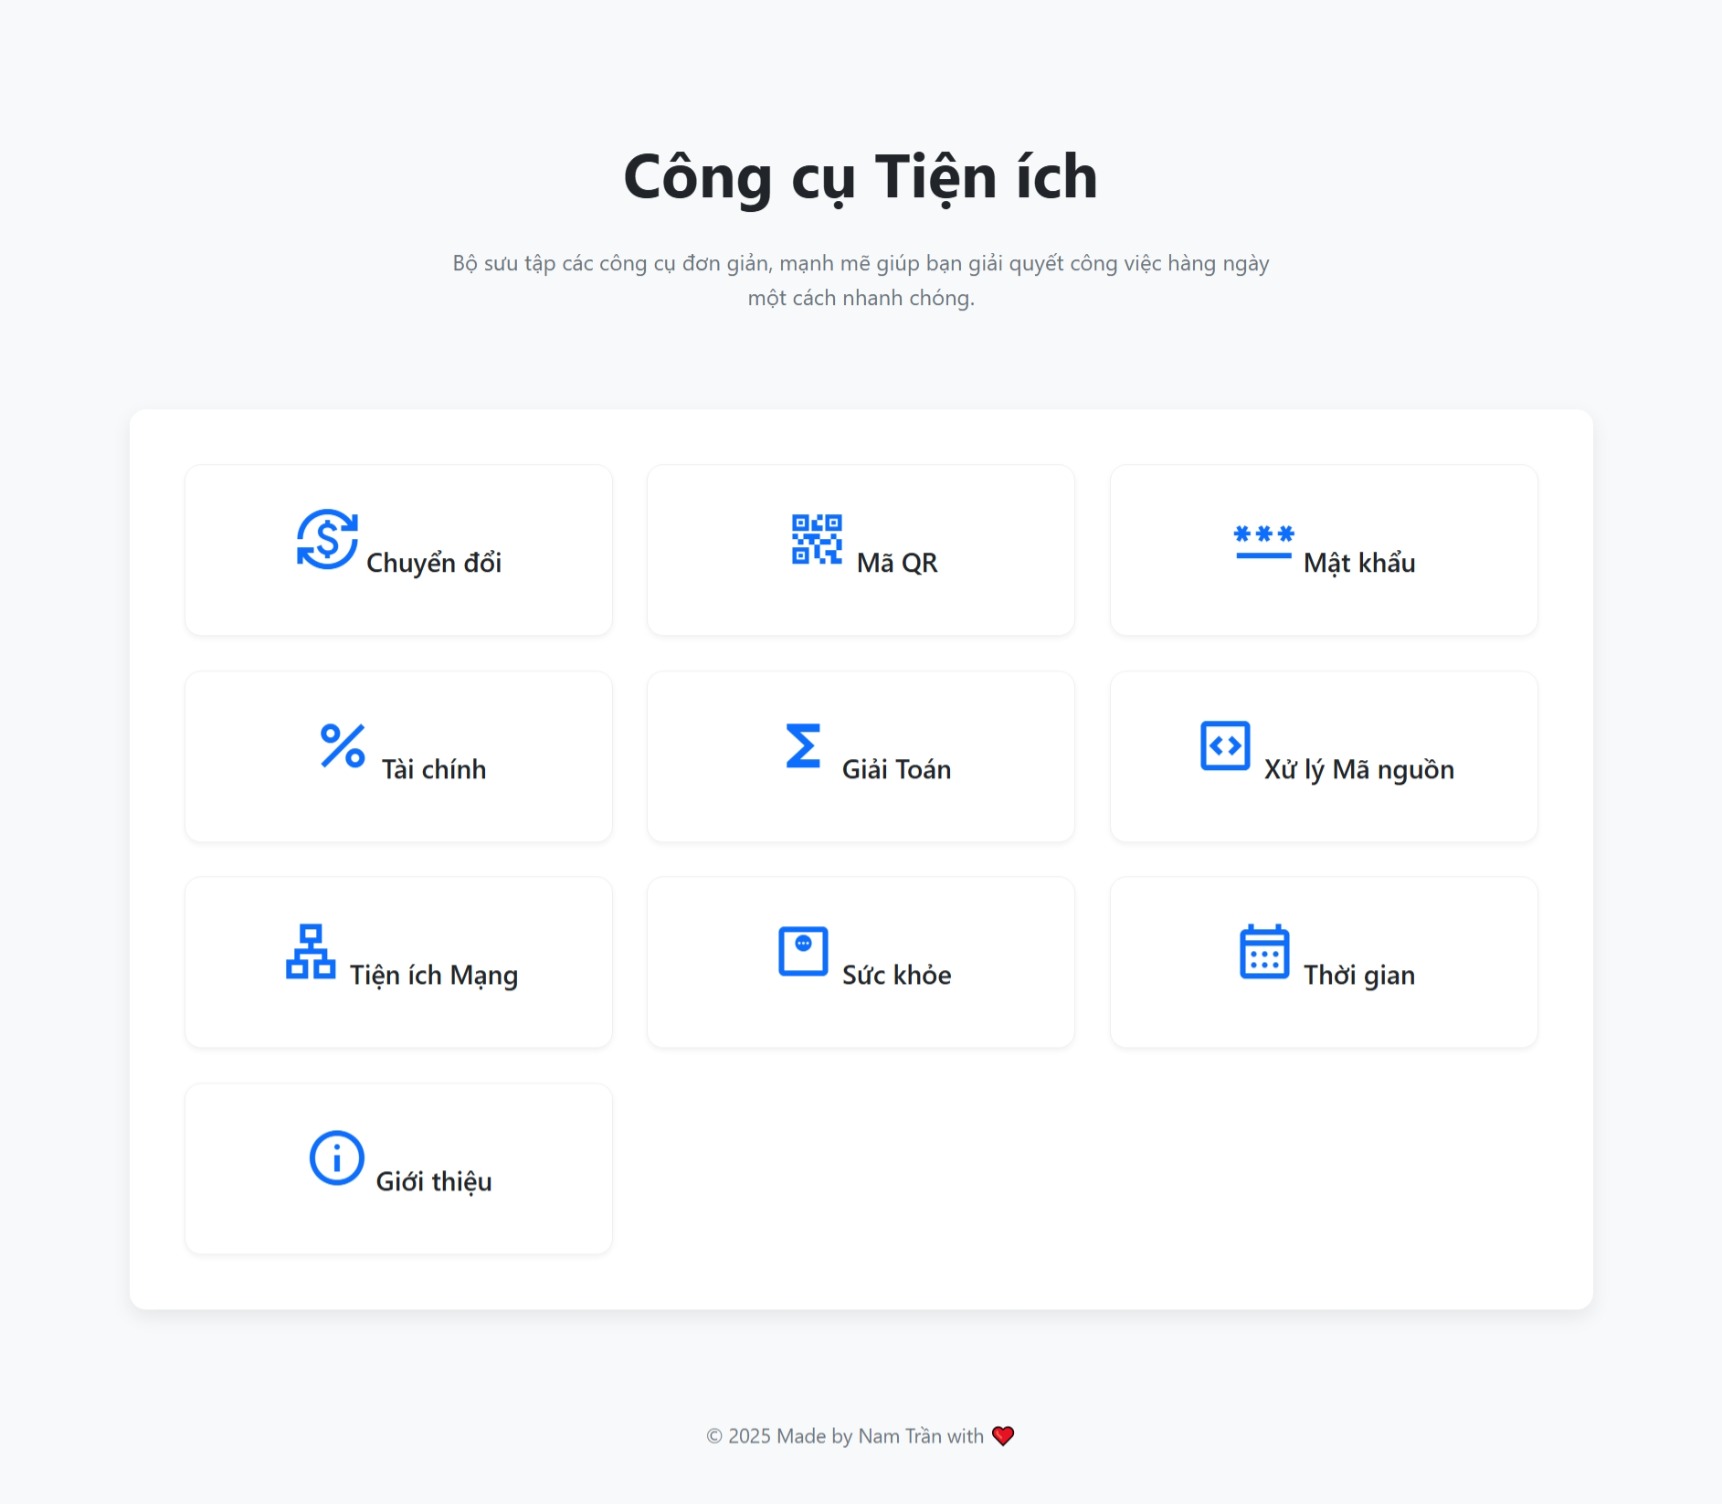 Công cụ Tiện ích
Bộ sưu tập các công cụ đơn giản, mạnh mẽ giúp bạn giải quyết công việc hàng ngày
một cách nhanh chóng.
Chuyển đổi
Mã QR
Mật khẩu
Tài chính
Giải Toán
Xử lý Mã nguồn
Tiện ích Mạng
Sức khỏe
Thời gian
Giới thiệu
© 2025 Made by Nam Trần with ❤️